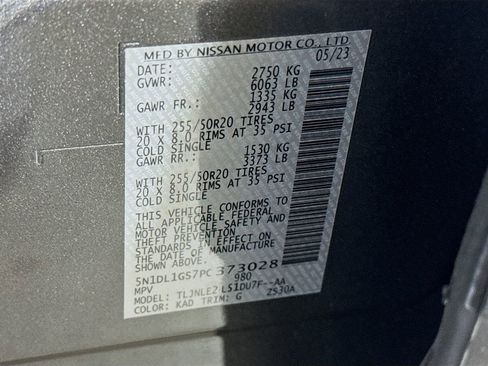 MFD BY NISSAN MOTOR CO., LTD
DATE: 05/23
GVWR: 2750 KG
6063 LB
GAWR FR.: 1335 KG
2943 LB
WITH 255/50R20 TIRES
20 X 8.0 RIMS AT 35 PSI
COLD SINGLE
GAWR RR.: 1530 KG
3373 LB
WITH 255/50R20 TIRES
20 X 8.0 RIMS AT 35 PSI
COLD SINGLE
THIS VEHICLE CONFORMS TO
ALL APPLICABLE FEDERAL
MOTOR VEHICLE SAFETY AND
THEFT PREVENTION
STANDARDS IN EFFECT ON
THE DATE OF MANUFACTURE
SHOWN ABOVE.
5N1DL1GS7PC 373028
MPV 980
MODEL: TLJNLE2 LS1DU7F--AA
COLOR: KAD TRIM: G ZS30A